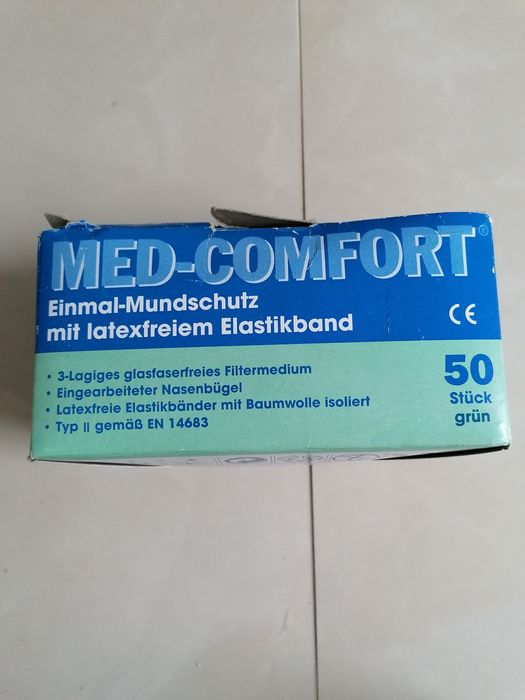 MED-COMFORT®
Einmal-Mundschutz
mit latexfreiem Elastikband
CE
• 3-Lagiges glasfaserfreies Filtermedium
• Eingearbeiteter Nasenbügel
• Latexfreie Elastikbänder mit Baumwolle isoliert
• Typ II gemäß EN 14683
50
Stück
grün